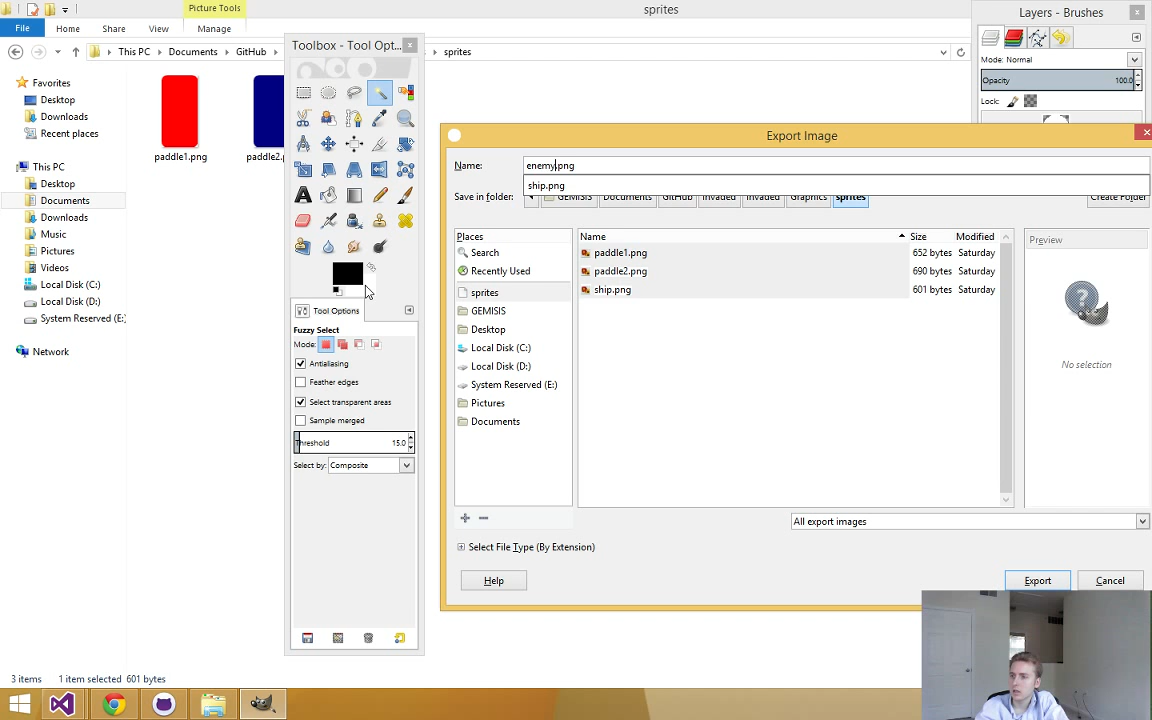 Picture Tools
sprites
File
Home
Share
View
Manage
This PC
Documents
GitHub
sprites
Favorites
Desktop
Downloads
Recent places
This PC
Desktop
Documents
Downloads
Music
Pictures
Videos
Local Disk (C:)
Local Disk (D:)
System Reserved (E:)
Network
paddle1.png
paddle2.p
Toolbox - Tool Opt...
Tool Options
Fuzzy Select
Mode:
Antialiasing
Feather edges
Select transparent areas
Sample merged
Threshold 15.0
Select by: Composite
Layers - Brushes
Mode: Normal
Opacity 100.0
Lock:
Export Image
Name: enemy.png
ship.png
Save in folder:
GEMISIS
Documents
GitHub
Invaded
Invaded
Graphics
sprites
Create Folder
Places
Search
Recently Used
sprites
GEMISIS
Desktop
Local Disk (C:)
Local Disk (D:)
System Reserved (E:)
Pictures
Documents
Name Size Modified
paddle1.png 652 bytes Saturday
paddle2.png 690 bytes Saturday
ship.png 601 bytes Saturday
Preview
No selection
All export images
Select File Type (By Extension)
Help
Export
Cancel
3 items 1 item selected 601 bytes